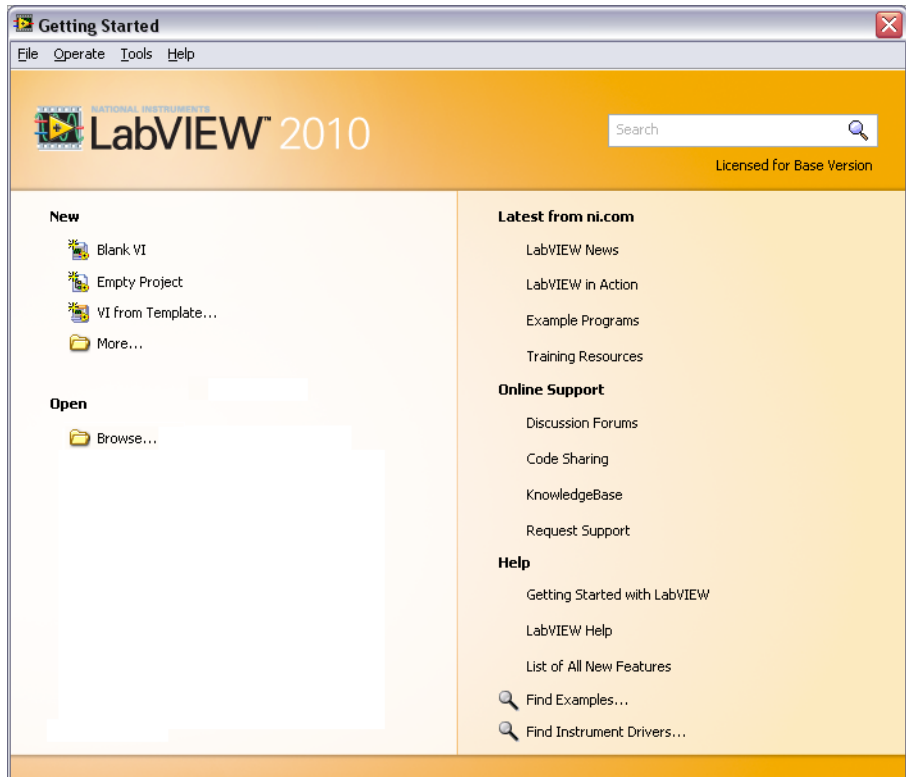 Getting Started
File Operate Tools Help
NATIONAL INSTRUMENTS
LabVIEW™ 2010
Search
Licensed for Base Version
New
Blank VI
Empty Project
VI from Template...
More...
Open
Browse...
Latest from ni.com
LabVIEW News
LabVIEW in Action
Example Programs
Training Resources
Online Support
Discussion Forums
Code Sharing
KnowledgeBase
Request Support
Help
Getting Started with LabVIEW
LabVIEW Help
List of All New Features
Find Examples...
Find Instrument Drivers...